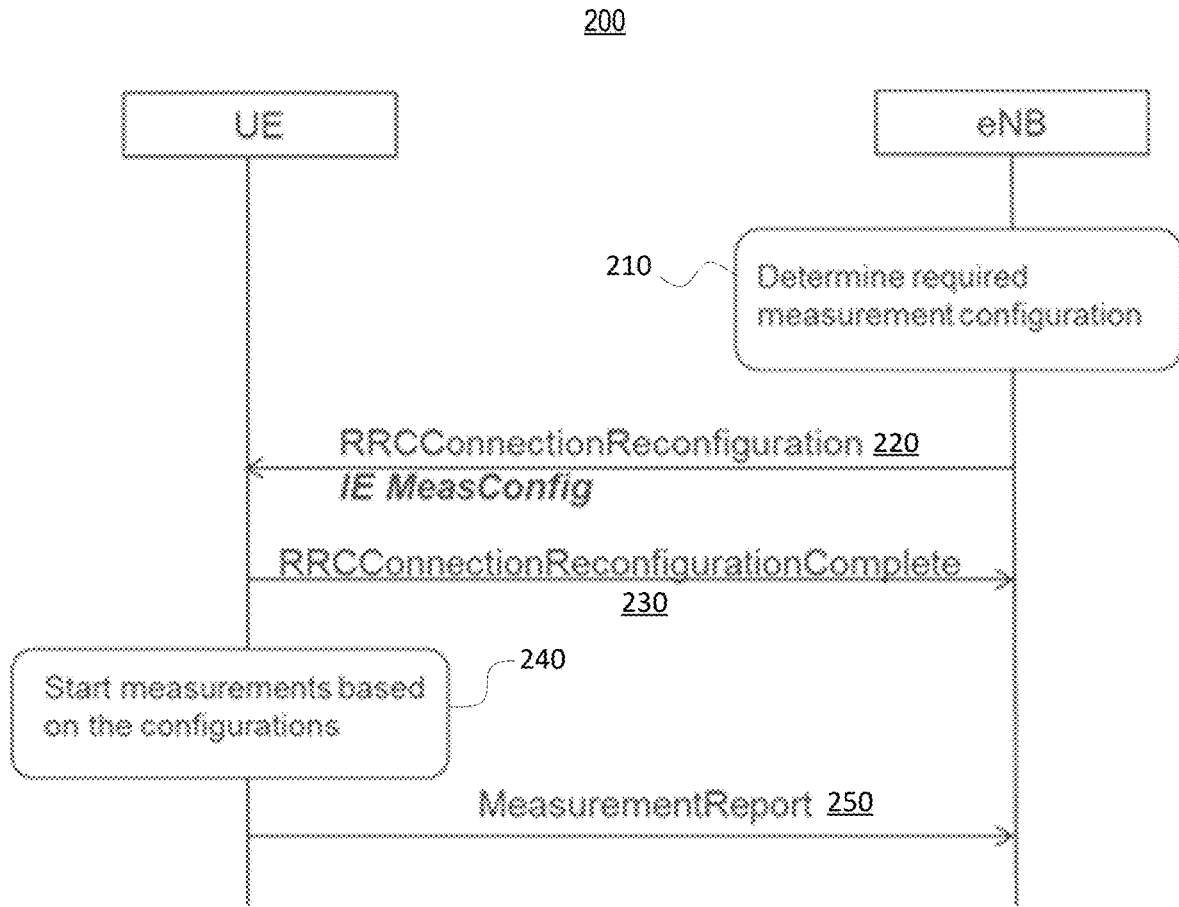 200
UE
eNB
210
Determine required
measurement configuration
RRCConnectionReconfiguration 220
IE MeasConfig
RRCConnectionReconfigurationComplete
230
240
Start measurements based
on the configurations
MeasurementReport 250